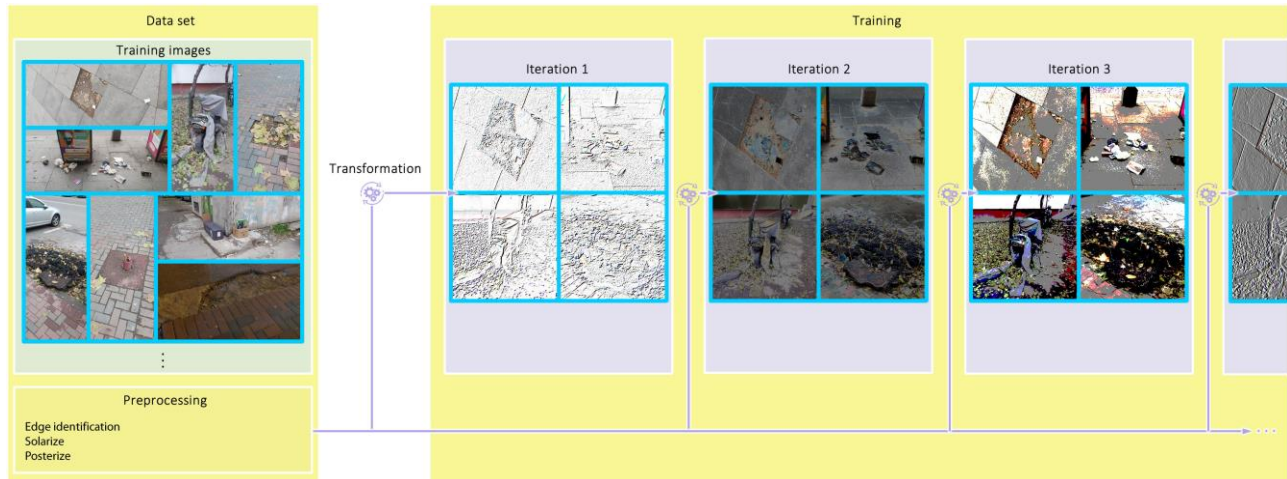 Data set
Training images
⋮
Preprocessing
Edge identification
Solarize
Posterize
Transformation
Training
Iteration 1
Iteration 2
Iteration 3
...